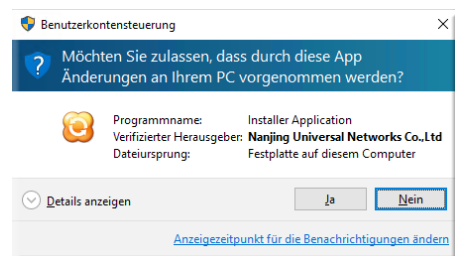 Benutzerkontensteuerung
Möchten Sie zulassen, dass durch diese App
Änderungen an Ihrem PC vorgenommen werden?
Programmname: Installer Application
Verifizierter Herausgeber: Nanjing Universal Networks Co.,Ltd
Dateiursprung: Festplatte auf diesem Computer
Details anzeigen Ja Nein
Anzeigezeitpunkt für die Benachrichtigungen ändern